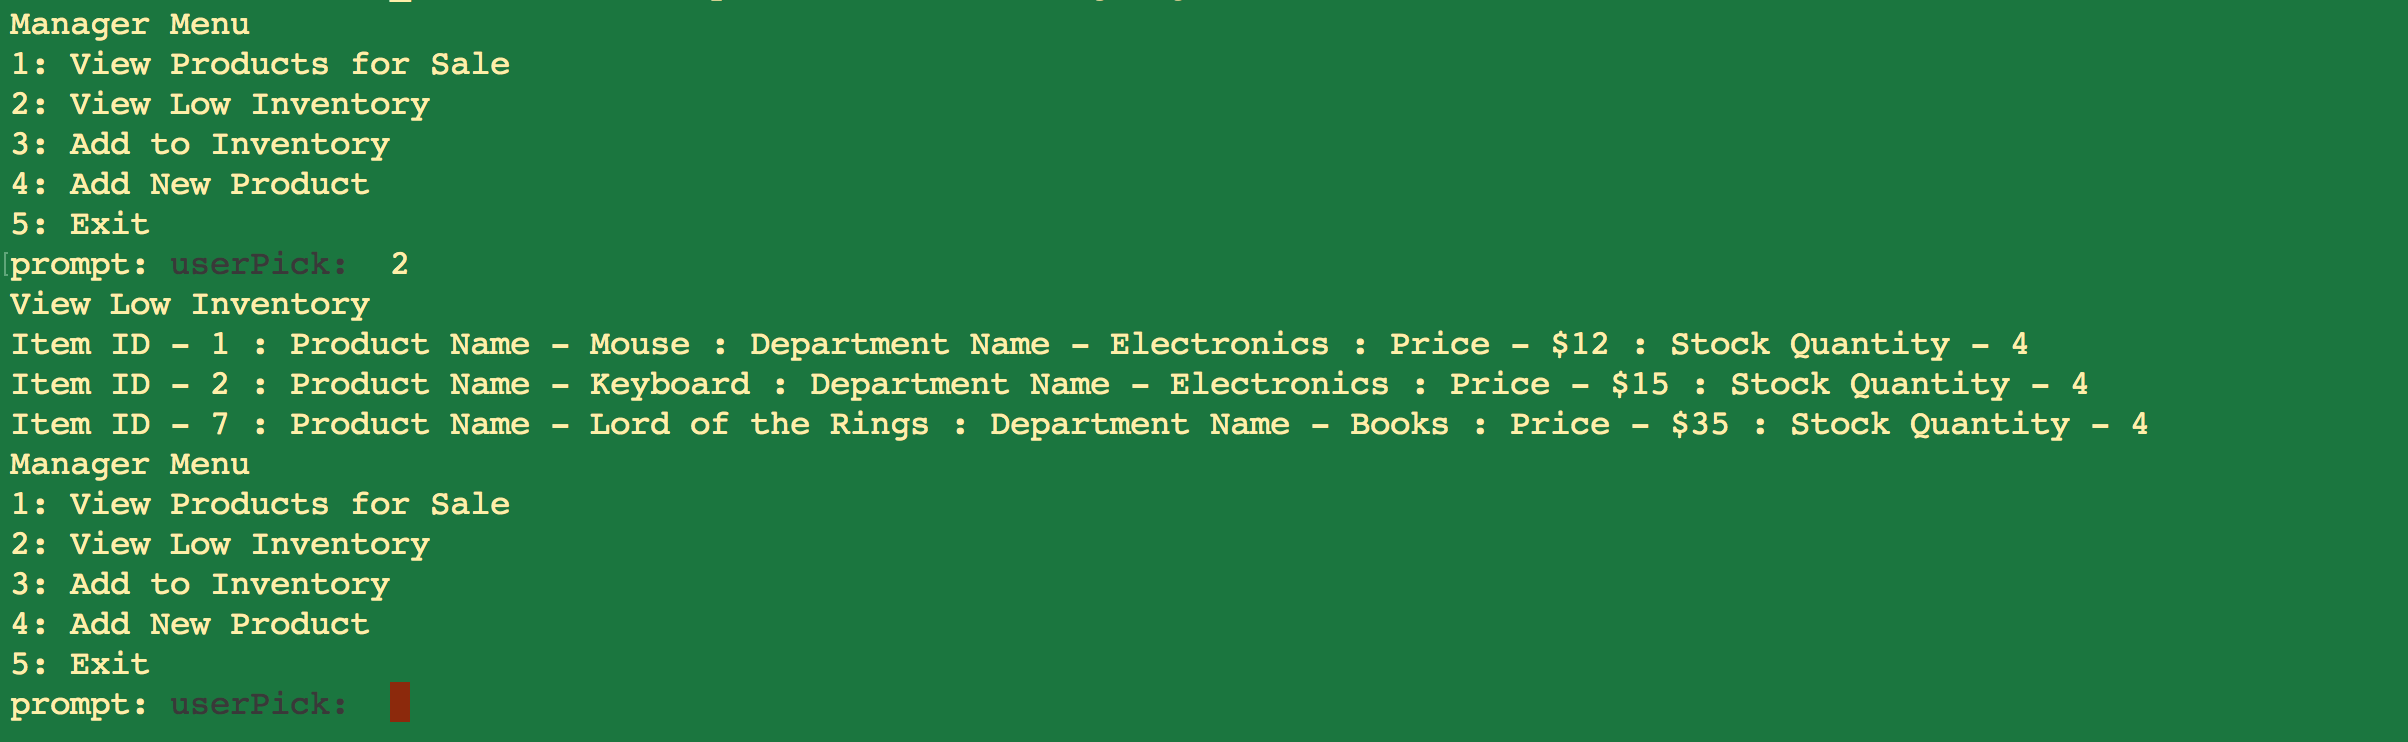 Manager Menu
1: View Products for Sale
2: View Low Inventory
3: Add to Inventory
4: Add New Product
5: Exit
prompt: userPick:  2
View Low Inventory
Item ID - 1 : Product Name - Mouse : Department Name - Electronics : Price - $12 : Stock Quantity - 4
Item ID - 2 : Product Name - Keyboard : Department Name - Electronics : Price - $15 : Stock Quantity - 4
Item ID - 7 : Product Name - Lord of the Rings : Department Name - Books : Price - $35 : Stock Quantity - 4
Manager Menu
1: View Products for Sale
2: View Low Inventory
3: Add to Inventory
4: Add New Product
5: Exit
prompt: userPick: